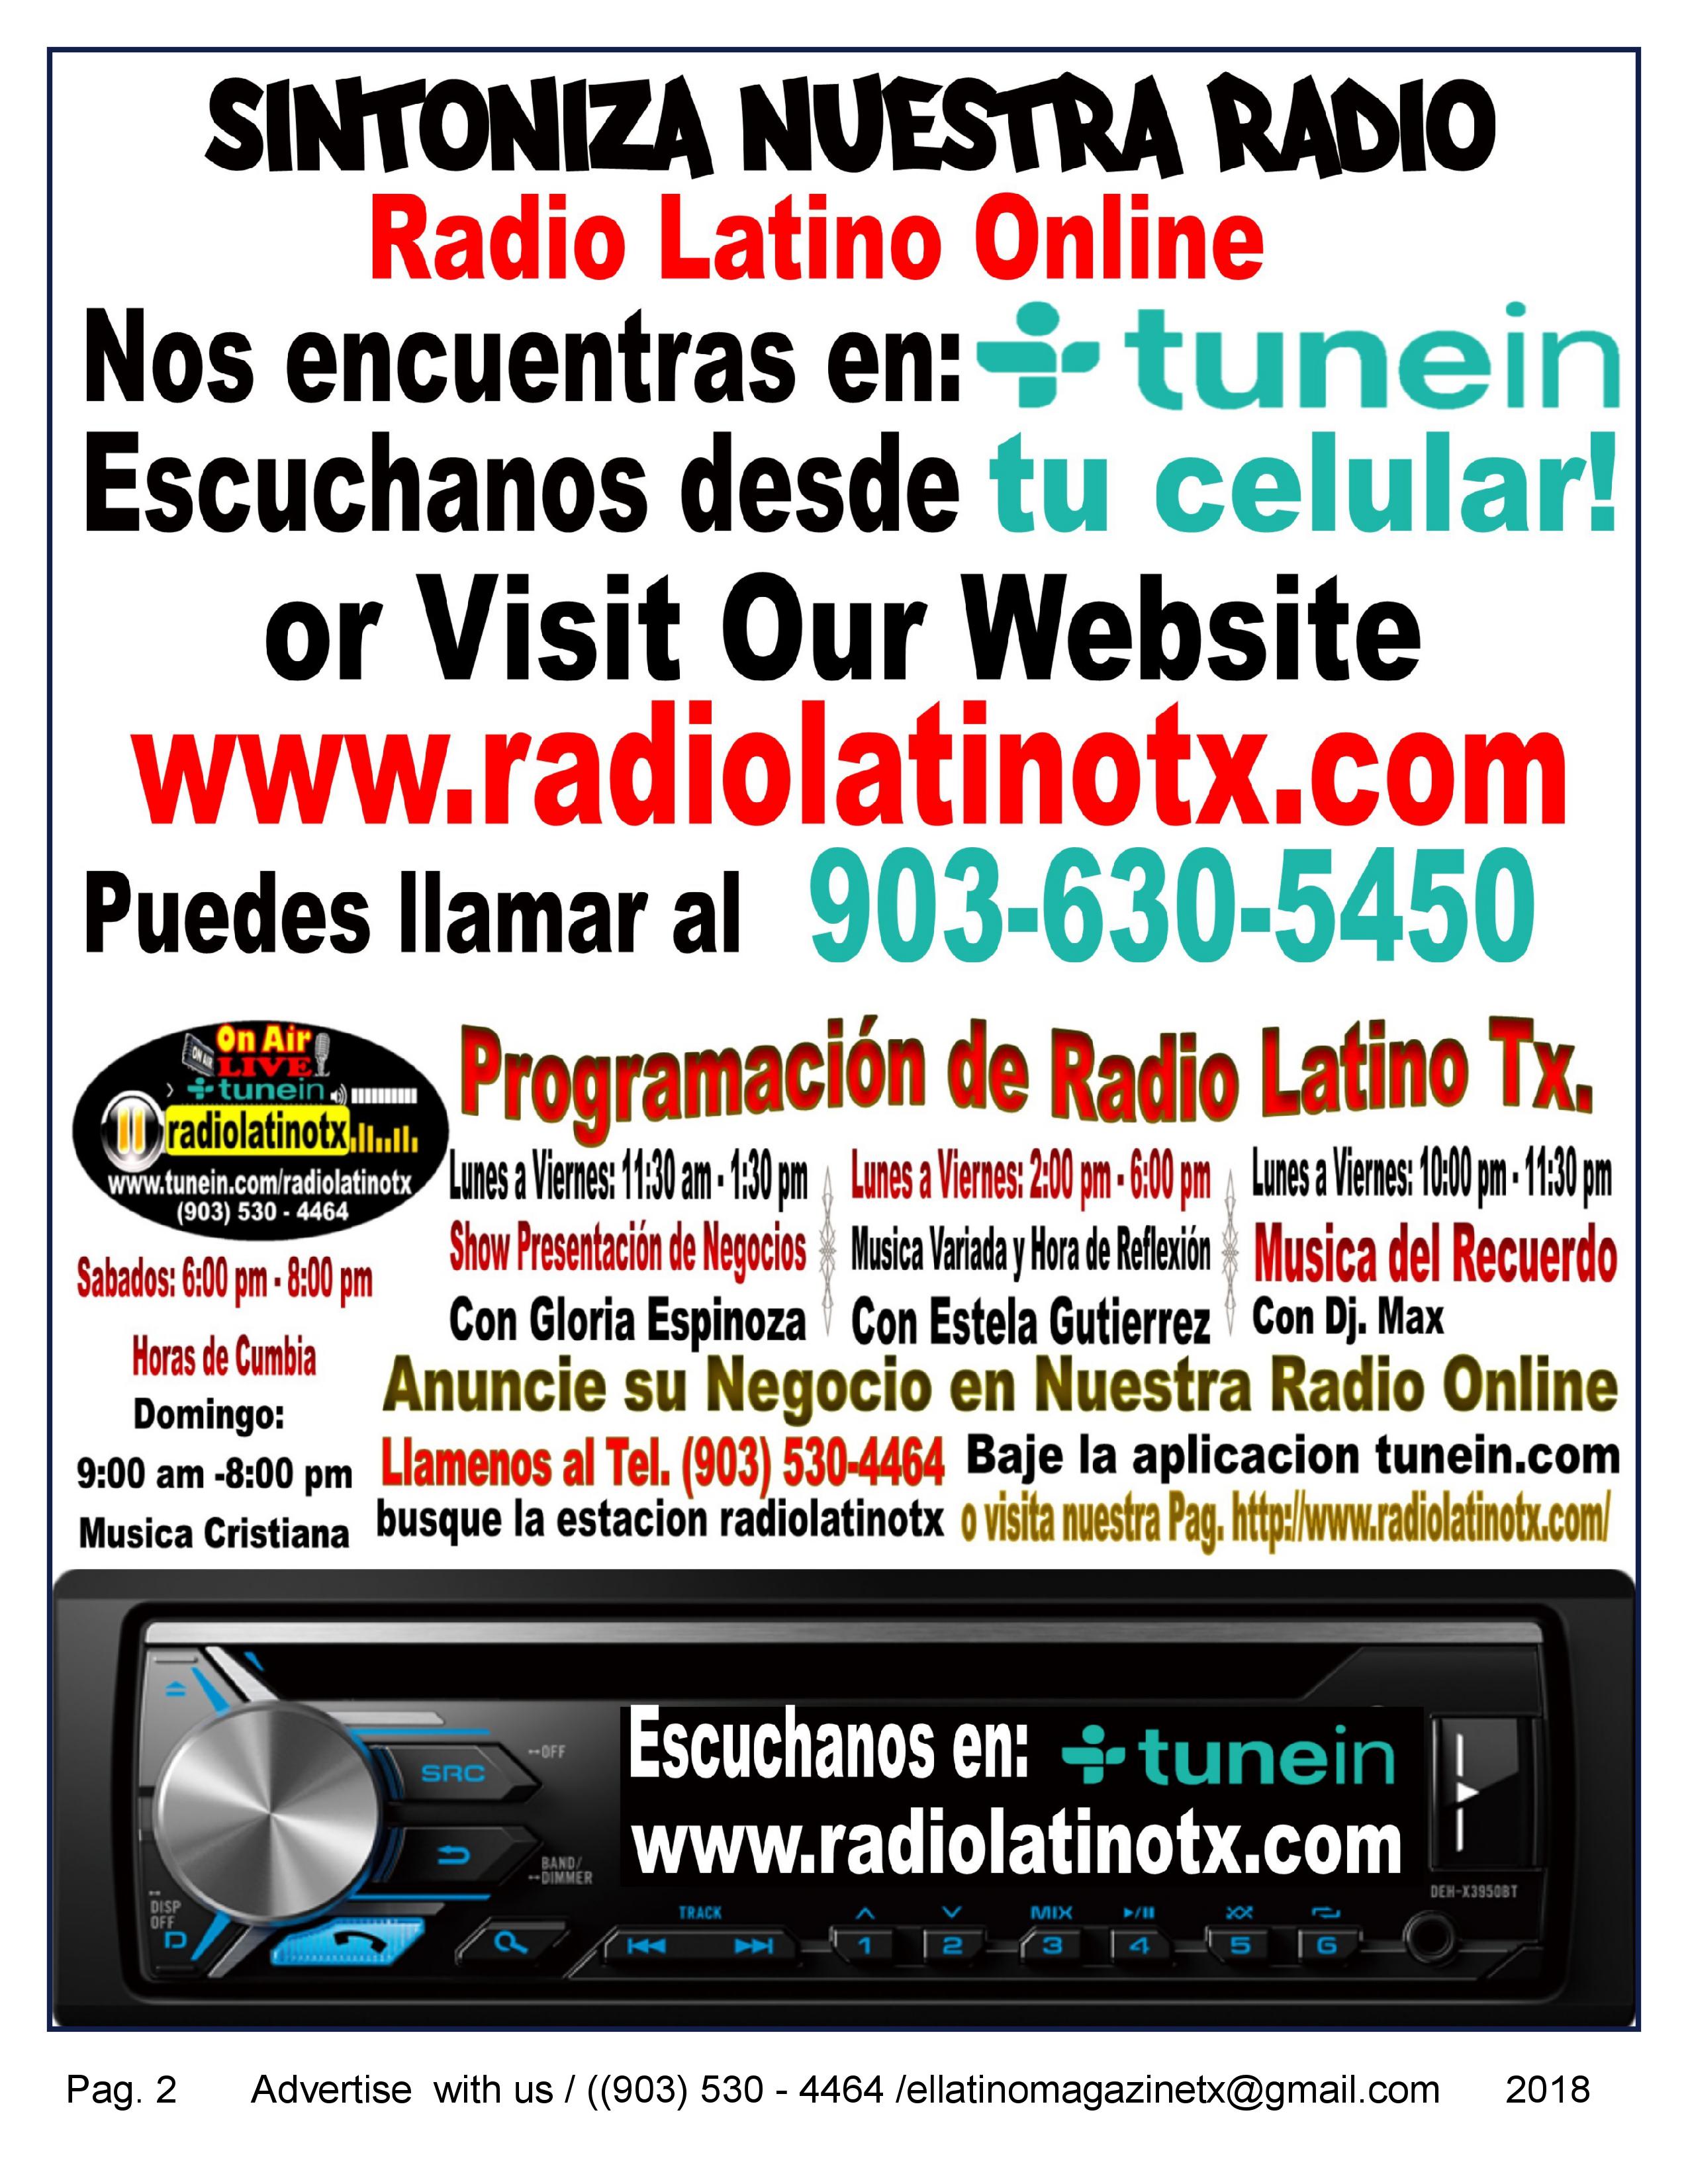 SINTONIZA NUESTRA RADIO
Radio Latino Online
Nos encuentras en: tunein
Escuchanos desde tu celular!
or Visit Our Website
www.radiolatinotx.com
Puedes llamar al 903-630-5450
On Air
ON AIR
LIVE
tunein
radiolatinotx
www.tunein.com/radiolatinotx
(903) 530 - 4464
Sabados: 6:00 pm - 8:00 pm
Horas de Cumbia
Domingo:
9:00 am -8:00 pm
Musica Cristiana
Programación de Radio Latino Tx.
Lunes a Viernes: 11:30 am - 1:30 pm
Show Presentación de Negocios
Con Gloria Espinoza
Lunes a Viernes: 2:00 pm - 6:00 pm
Musica Variada y Hora de Reflexión
Con Estela Gutierrez
Lunes a Viernes: 10:00 pm - 11:30 pm
Musica del Recuerdo
Con Dj. Max
Anuncie su Negocio en Nuestra Radio Online
Llamenos al Tel. (903) 530-4464 Baje la aplicacion tunein.com
busque la estacion radiolatinotx o visita nuestra Pag. http://www.radiolatinotx.com/
Escuchanos en: tunein
www.radiolatinotx.com
SRC
OFF
BAND/
DIMMER
DISP
OFF
D
DEH-X3950BT
TRACK MIX
1 2 3 4 5 6
Pag. 2 Advertise with us / ((903) 530 - 4464 /ellatinomagazinetx@gmail.com 2018